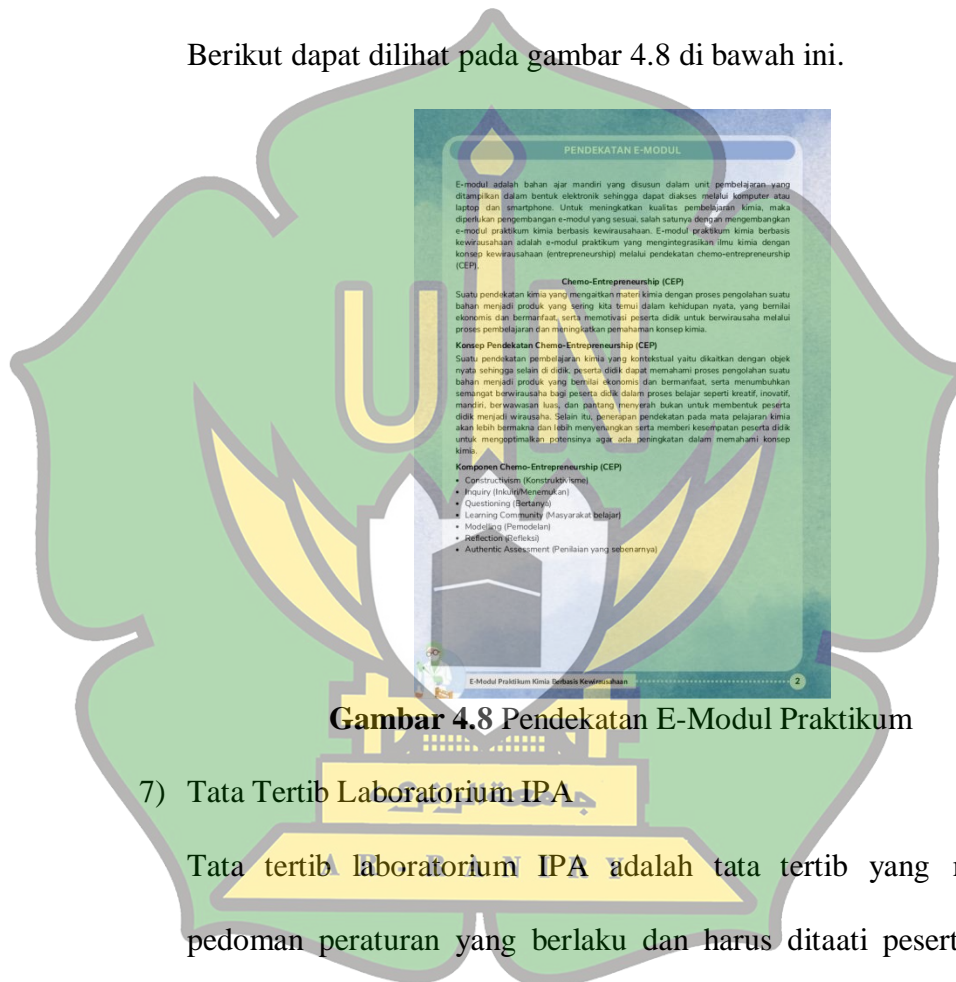 Berikut dapat dilihat pada gambar 4.8 di bawah ini.
PENDEKATAN E-MODUL
E-modul adalah bahan ajar mandiri yang disusun dalam unit pembelajaran yang
ditampilkan dalam bentuk elektronik sehingga dapat diakses melalui komputer atau
laptop dan smartphone. Untuk meningkatkan kualitas pembelajaran kimia, maka
diperlukan pengembangan e-modul yang sesuai, salah satunya dengan mengembangkan
e-modul praktikum kimia berbasis kewirausahaan. E-modul praktikum kimia berbasis
kewirausahaan adalah e-modul praktikum yang mengintegrasikan ilmu kimia dengan
konsep kewirausahaan (entrepreneurship) melalui pendekatan chemo-entrepreneurship
(CEP).
Chemo-Entrepreneurship (CEP)
Suatu pendekatan kimia yang mengaitkan materi kimia dengan proses pengolahan suatu
bahan menjadi produk yang sering kita temui dalam kehidupan nyata, yang bernilai
ekonomis dan bermanfaat, serta memotivasi peserta didik untuk berwirausaha melalui
proses pembelajaran dan meningkatkan pemahaman konsep kimia.
Konsep Pendekatan Chemo-Entrepreneurship (CEP)
Suatu pendekatan pembelajaran kimia yang kontekstual yaitu dikaitkan dengan objek
nyata sehingga selain di didik, peserta didik dapat memahami proses pengolahan suatu
bahan menjadi produk yang bernilai ekonomis dan bermanfaat, serta menumbuhkan
semangat berwirausaha bagi peserta didik dalam proses belajar seperti kreatif, inovatif,
mandiri, berwawasan luas, dan pantang menyerah bukan untuk membentuk peserta
didik menjadi wirausaha. Selain itu, penerapan pendekatan pada mata pelajaran kimia
akan lebih bermakna dan lebih menyenangkan serta memberi kesempatan peserta didik
untuk mengoptimalkan potensinya agar ada peningkatan dalam memahami konsep
kimia.
Komponen Chemo-Entrepreneurship (CEP)
• Constructivism (Konstruktivisme)
• Inquiry (Inkuiri/Menemukan)
• Questioning (Bertanya)
• Learning Community (Masyarakat belajar)
• Modelling (Pemodelan)
• Reflection (Refleksi)
• Authentic Assessment (Penilaian yang sebenarnya)
E-Modul Praktikum Kimia Berbasis Kewirausahaan 2
UIN
Gambar 4.8 Pendekatan E-Modul Praktikum
7) Tata Tertib Laboratorium IPA
جامعة الرانري
Tata tertib laboratorium IPA adalah tata tertib yang
AR-RANIRY
pedoman peraturan yang berlaku dan harus ditaati